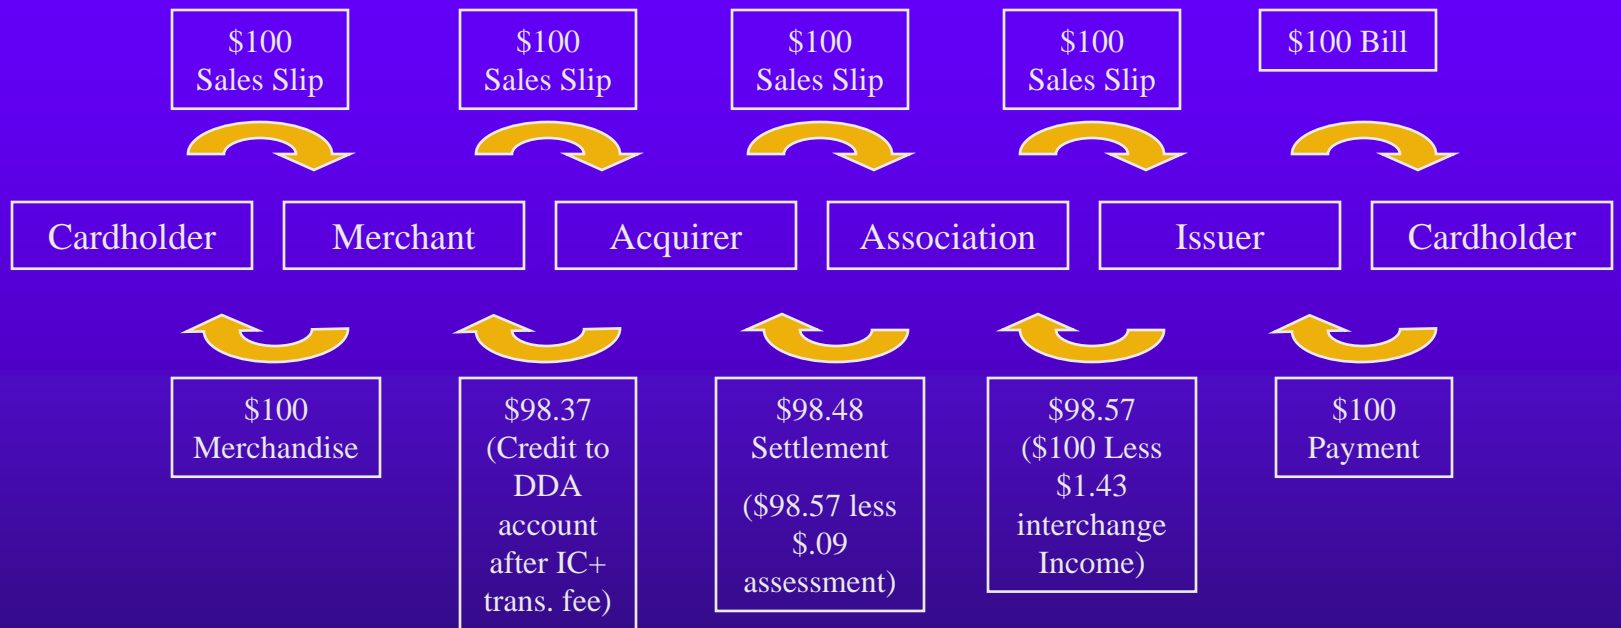 $100
Sales Slip
$100
Sales Slip
$100
Sales Slip
$100
Sales Slip
$100 Bill
Cardholder
Merchant
Acquirer
Association
Issuer
Cardholder
$100
Merchandise
$98.37
(Credit to
DDA
account
after IC+
trans. fee)
$98.48
Settlement
($98.57 less
$.09
assessment)
$98.57
($100 Less
$1.43
interchange
Income)
$100
Payment